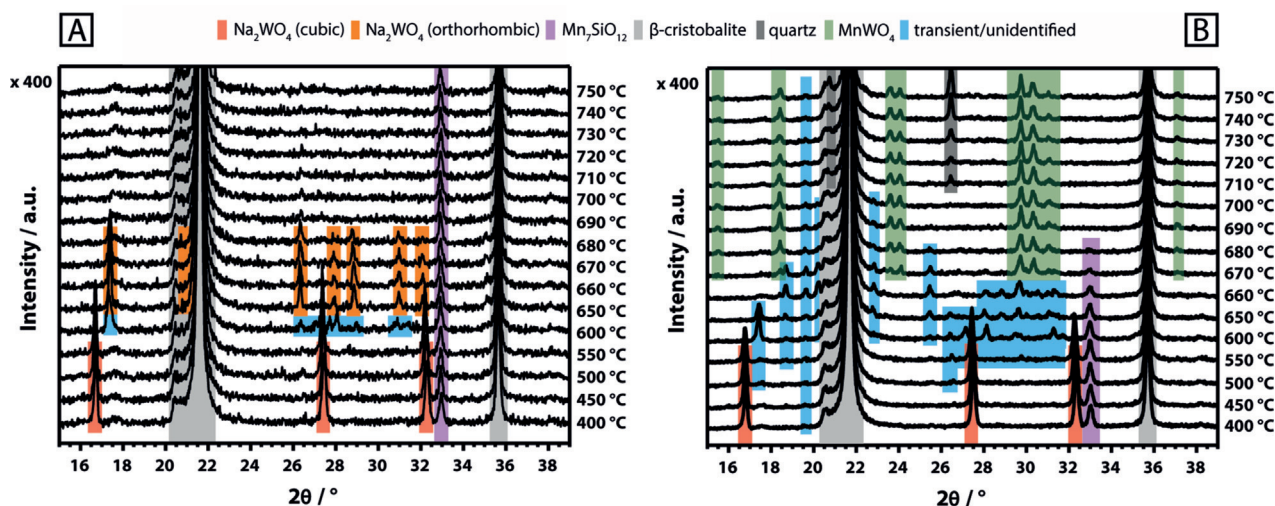 A
Na₂WO₄ (cubic) Na₂WO₄ (orthorhombic) Mn₇SiO₁₂ β-cristobalite quartz MnWO₄ transient/unidentified
B
x 400
750 °C
740 °C
730 °C
720 °C
710 °C
700 °C
690 °C
680 °C
670 °C
660 °C
650 °C
600 °C
550 °C
500 °C
450 °C
400 °C
Intensity / a.u.
16 18 20 22 24 26 28 30 32 34 36 38
2θ / °
x 400
750 °C
740 °C
730 °C
720 °C
710 °C
700 °C
690 °C
680 °C
670 °C
660 °C
650 °C
600 °C
550 °C
500 °C
450 °C
400 °C
Intensity / a.u.
16 18 20 22 24 26 28 30 32 34 36 38
2θ / °